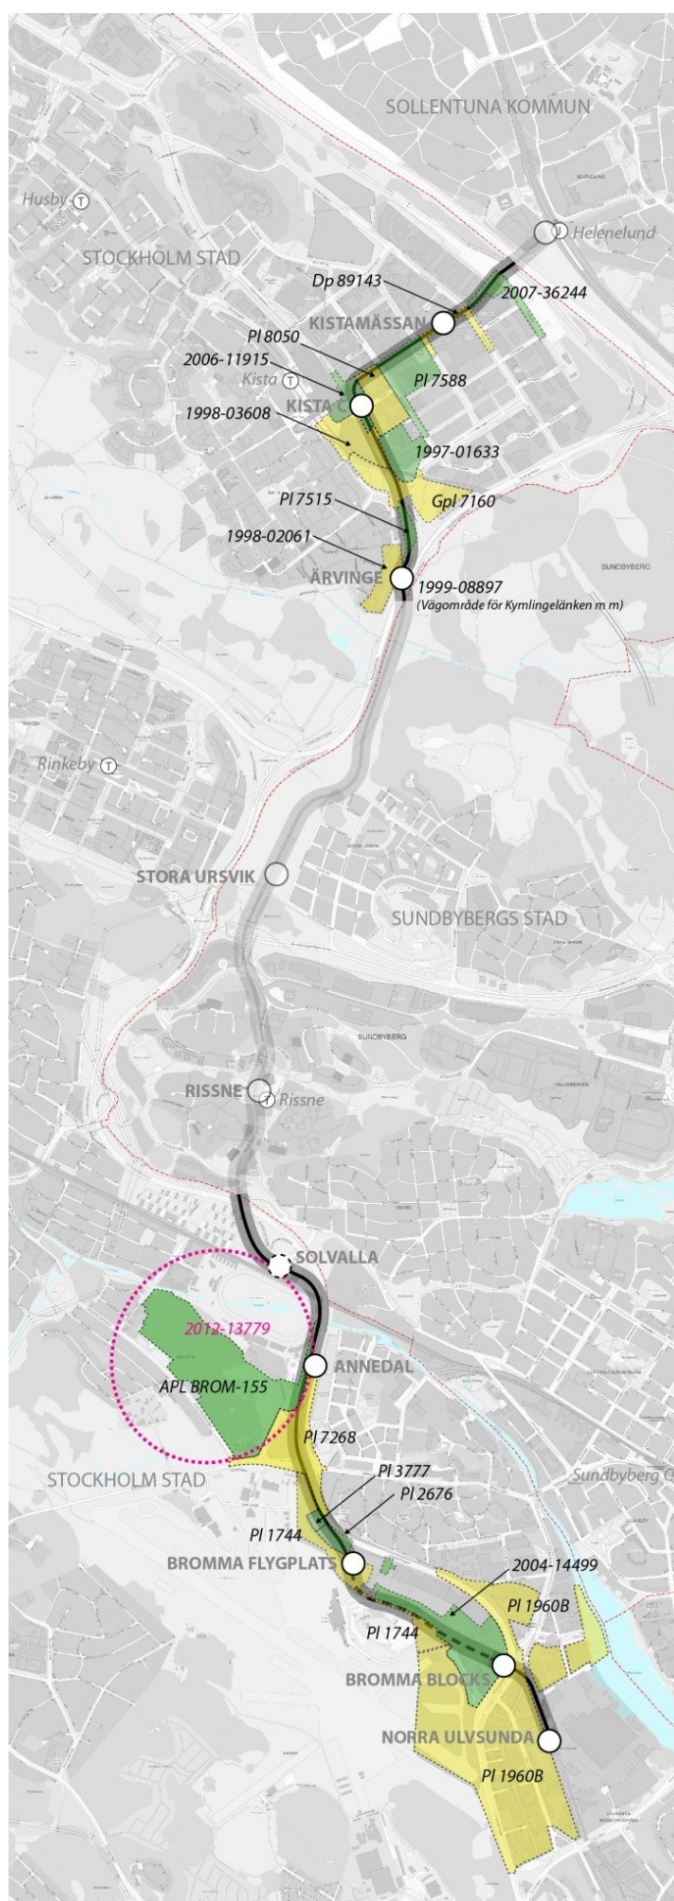 SOLLENTUNA KOMMUN
Husby
T
Helenelund
J
STOCKHOLM STAD
Dp 89143
2007-36244
KISTAMÄSSAN
Pl 8050
2006-11915
Kista
T
Pl 7588
KISTA C
1998-03608
1997-01633
Pl 7515
Gpl 7160
1998-02061
ÄRVINGE
SUNDBYBERG
1999-08897
(Vägområde för Kymlingelänken m m)
Rinkeby
T
STORA URSVIK
SUNDBYBERGS STAD
SUNDBYBERG
RISSNE
T
Rissne
SOLVALLA
2012-13779
ANNEDAL
APL BROM-155
Pl 7268
Pl 3777
STOCKHOLM STAD
Sundbyberg C
Pl 2676
Pl 1744
BROMMA FLYGPLATS
2004-14499
Pl 1960B
Pl 1744
BROMMA BLOCKS
NORRA ULVSUNDA
Pl 1960B